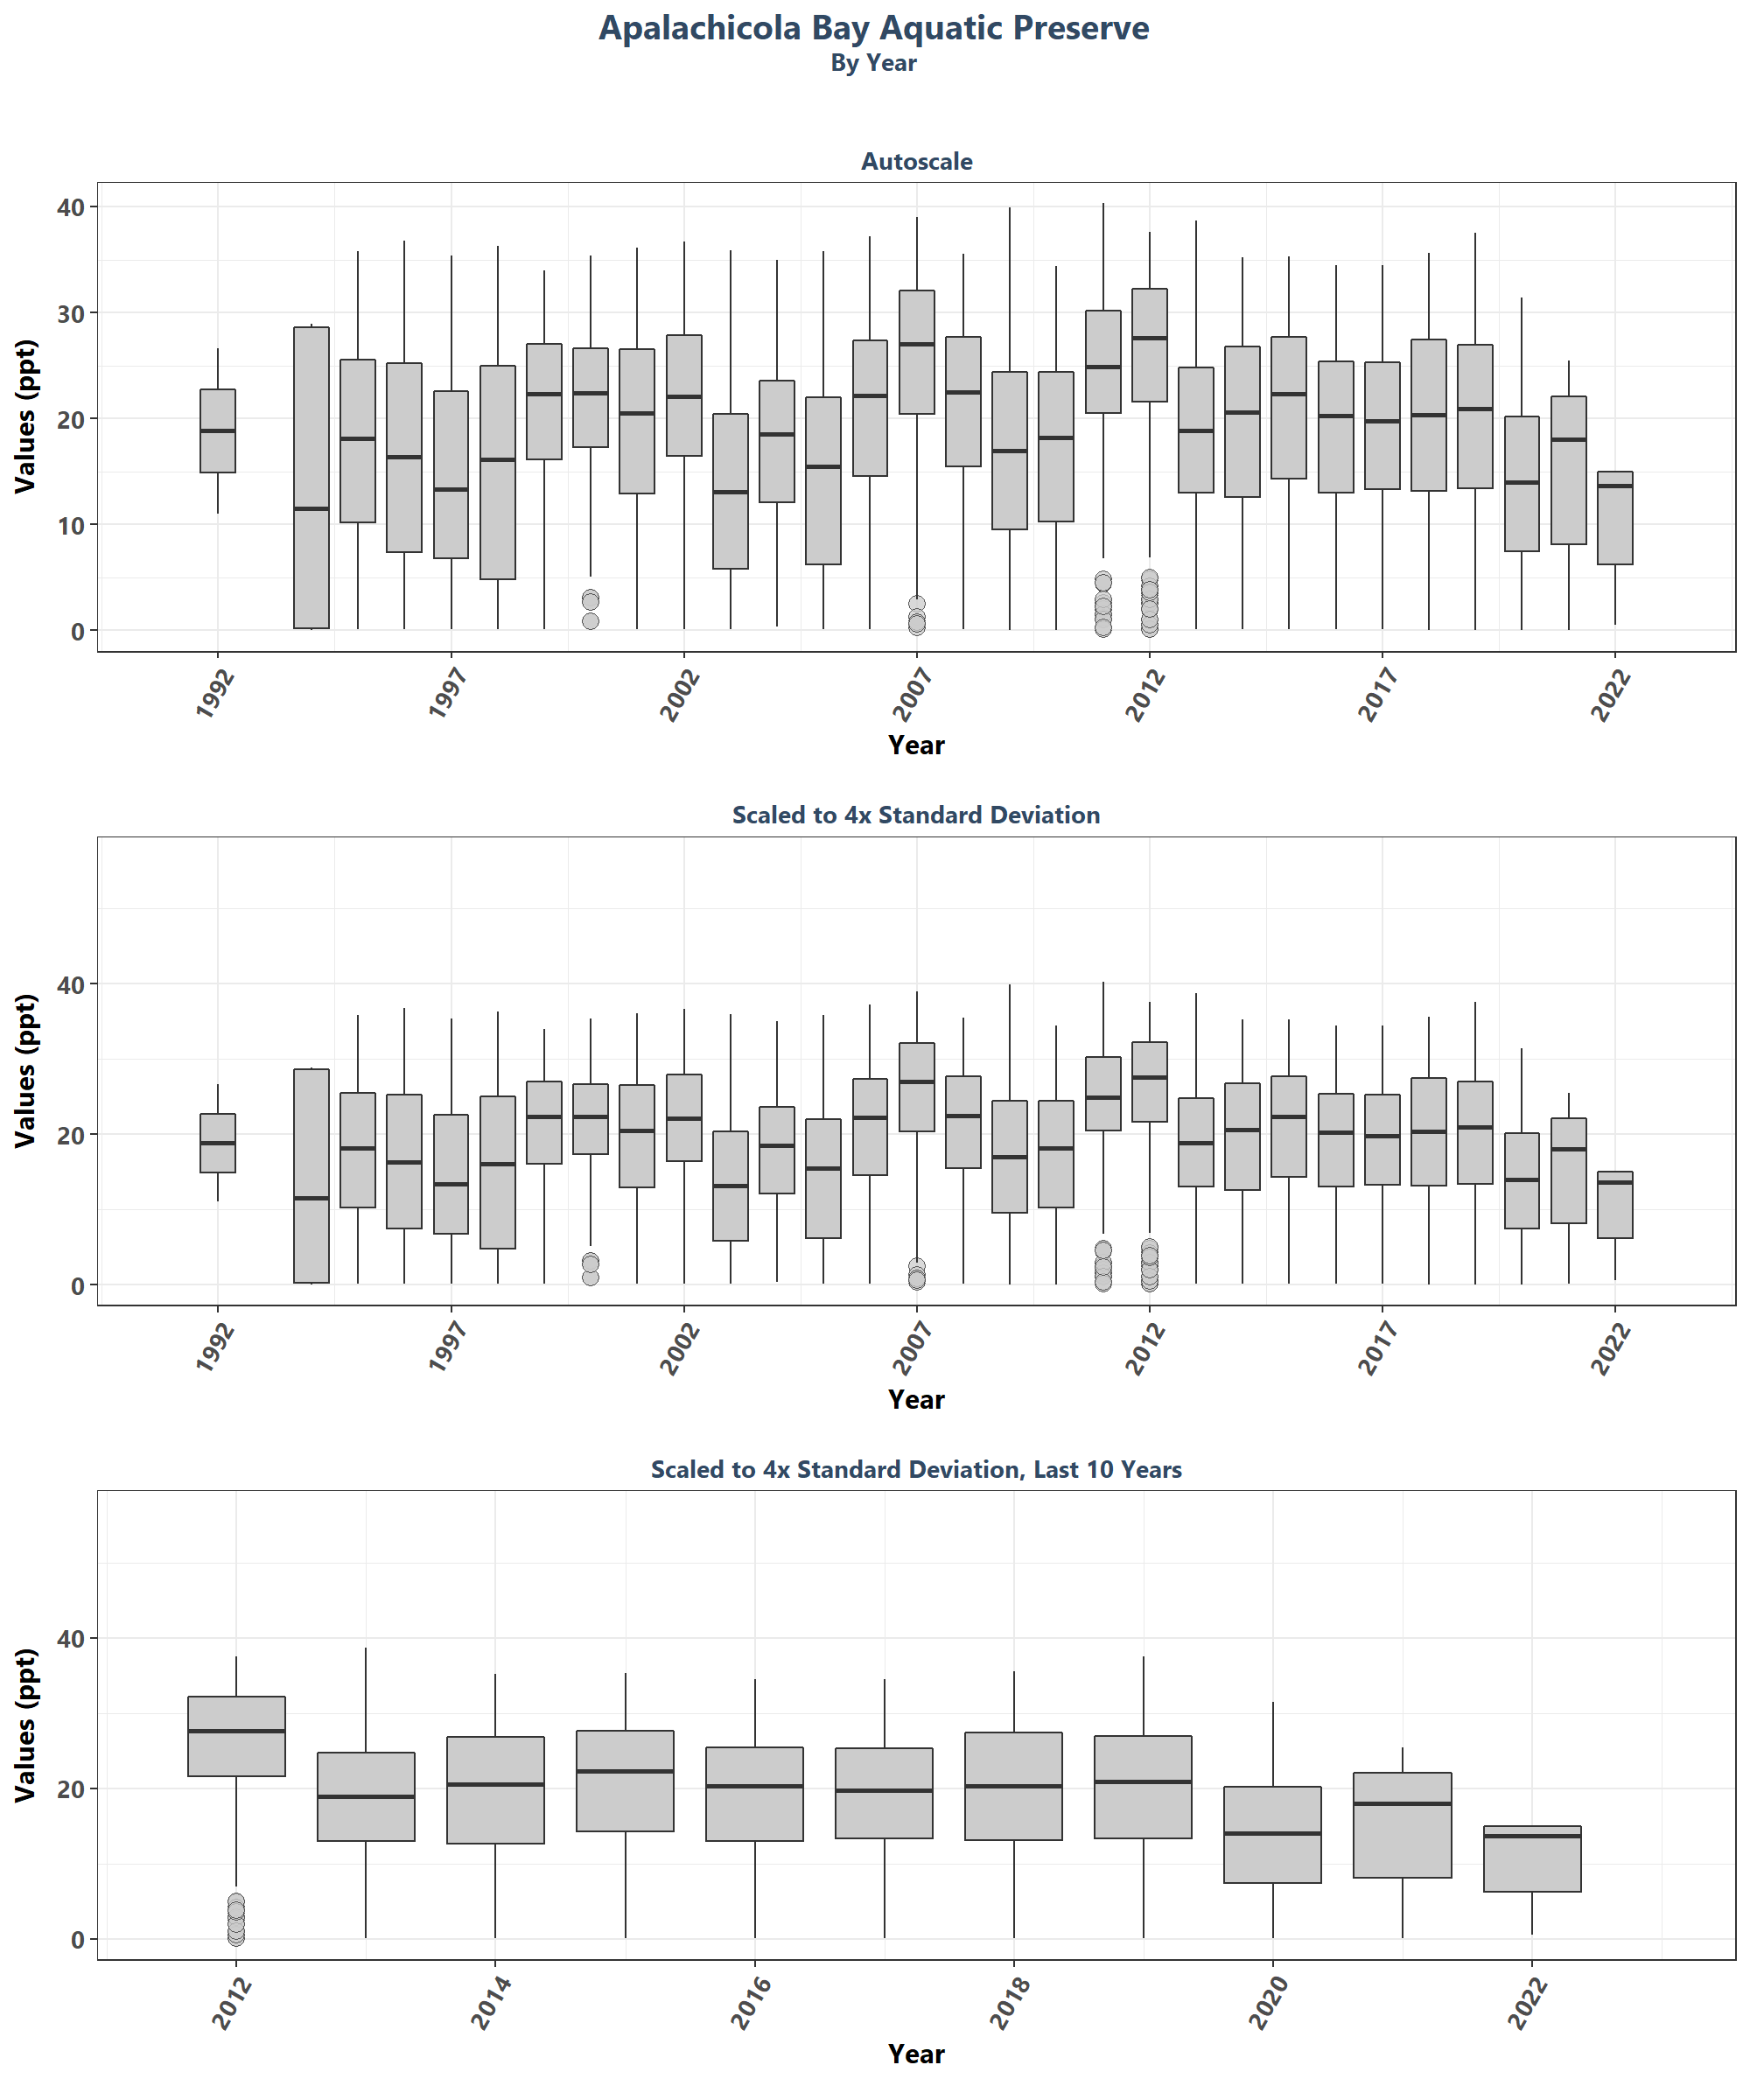 Apalachicola Bay Aquatic Preserve
By Year
Autoscale
Values (ppt)
40
30
20
10
0
1992 1997 2002 2007 2012 2017 2022
Year
Scaled to 4x Standard Deviation
Values (ppt)
40
20
0
1992 1997 2002 2007 2012 2017 2022
Year
Scaled to 4x Standard Deviation, Last 10 Years
Values (ppt)
40
20
0
2012 2014 2016 2018 2020 2022
Year